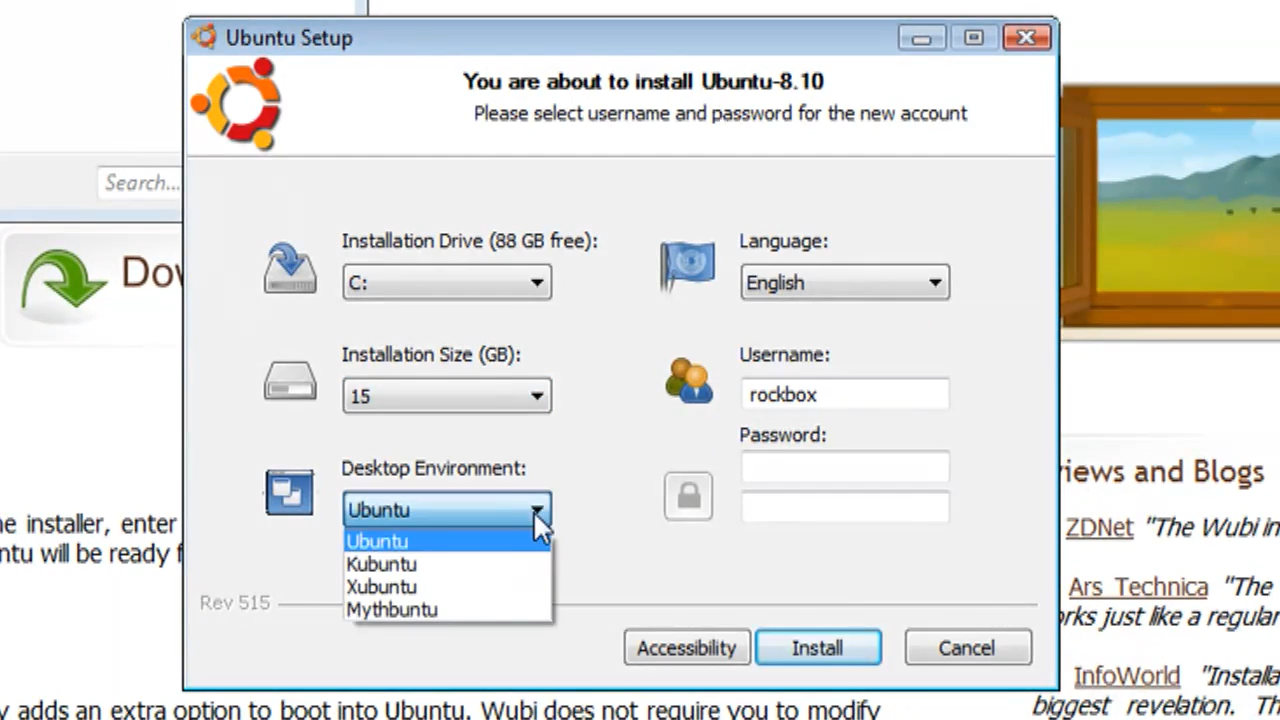 Ubuntu Setup
You are about to install Ubuntu-8.10
Please select username and password for the new account
Search...
Installation Drive (88 GB free):
Language:
C:
English
Installation Size (GB):
Username:
15
rockbox
Password:
Desktop Environment:
Ubuntu
Ubuntu
Kubuntu
Xubuntu
Mythbuntu
Rev 515
Accessibility
Install
Cancel
Dow
ne installer, enter
ntu will be ready f
views and Blogs
ZDNet "The Wubi in
Ars Technica "The
orks just like a regular
InfoWorld "Installa
biggest revelation. Th
y adds an extra option to boot into Ubuntu. Wubi does not require you to modify